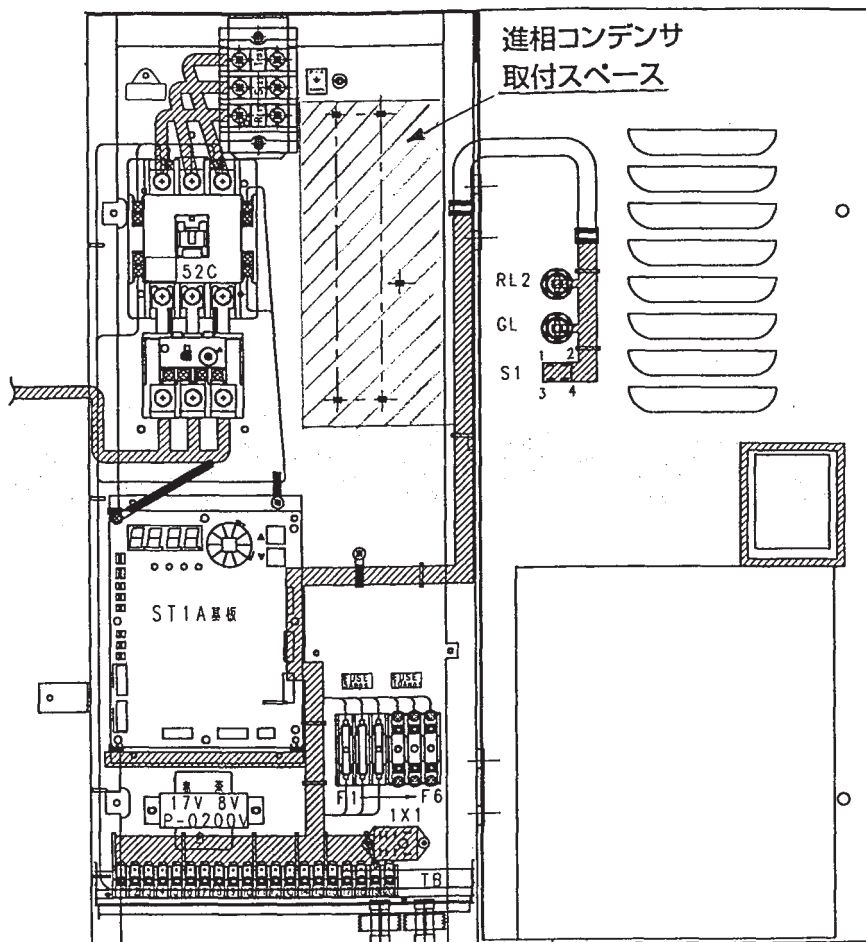 進相コンデンサ
取付スペース
52C
RL2
GL
1 2
S1
3 4
8888
ST1A基板
FUSE
FUSE
F1 F6
17V 8V
P-0200V
1X1
TB